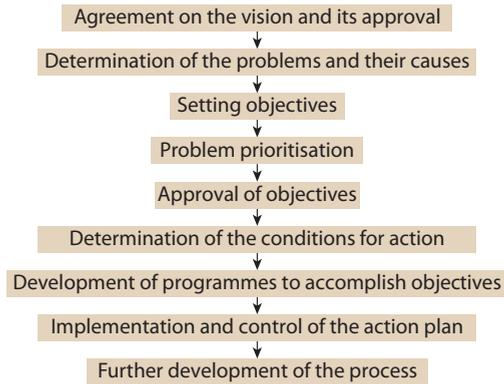 Agreement on the vision and its approval
Determination of the problems and their causes
Setting objectives
Problem prioritisation
Approval of objectives
Determination of the conditions for action
Development of programmes to accomplish objectives
Implementation and control of the action plan
Further development of the process